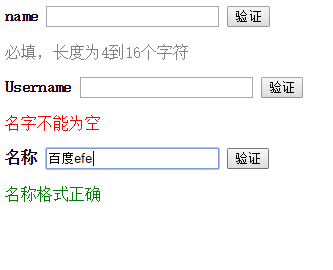 name 验证
必填，长度为4到16个字符
Username 验证
名字不能为空
名称 百度efe 验证
名称格式正确